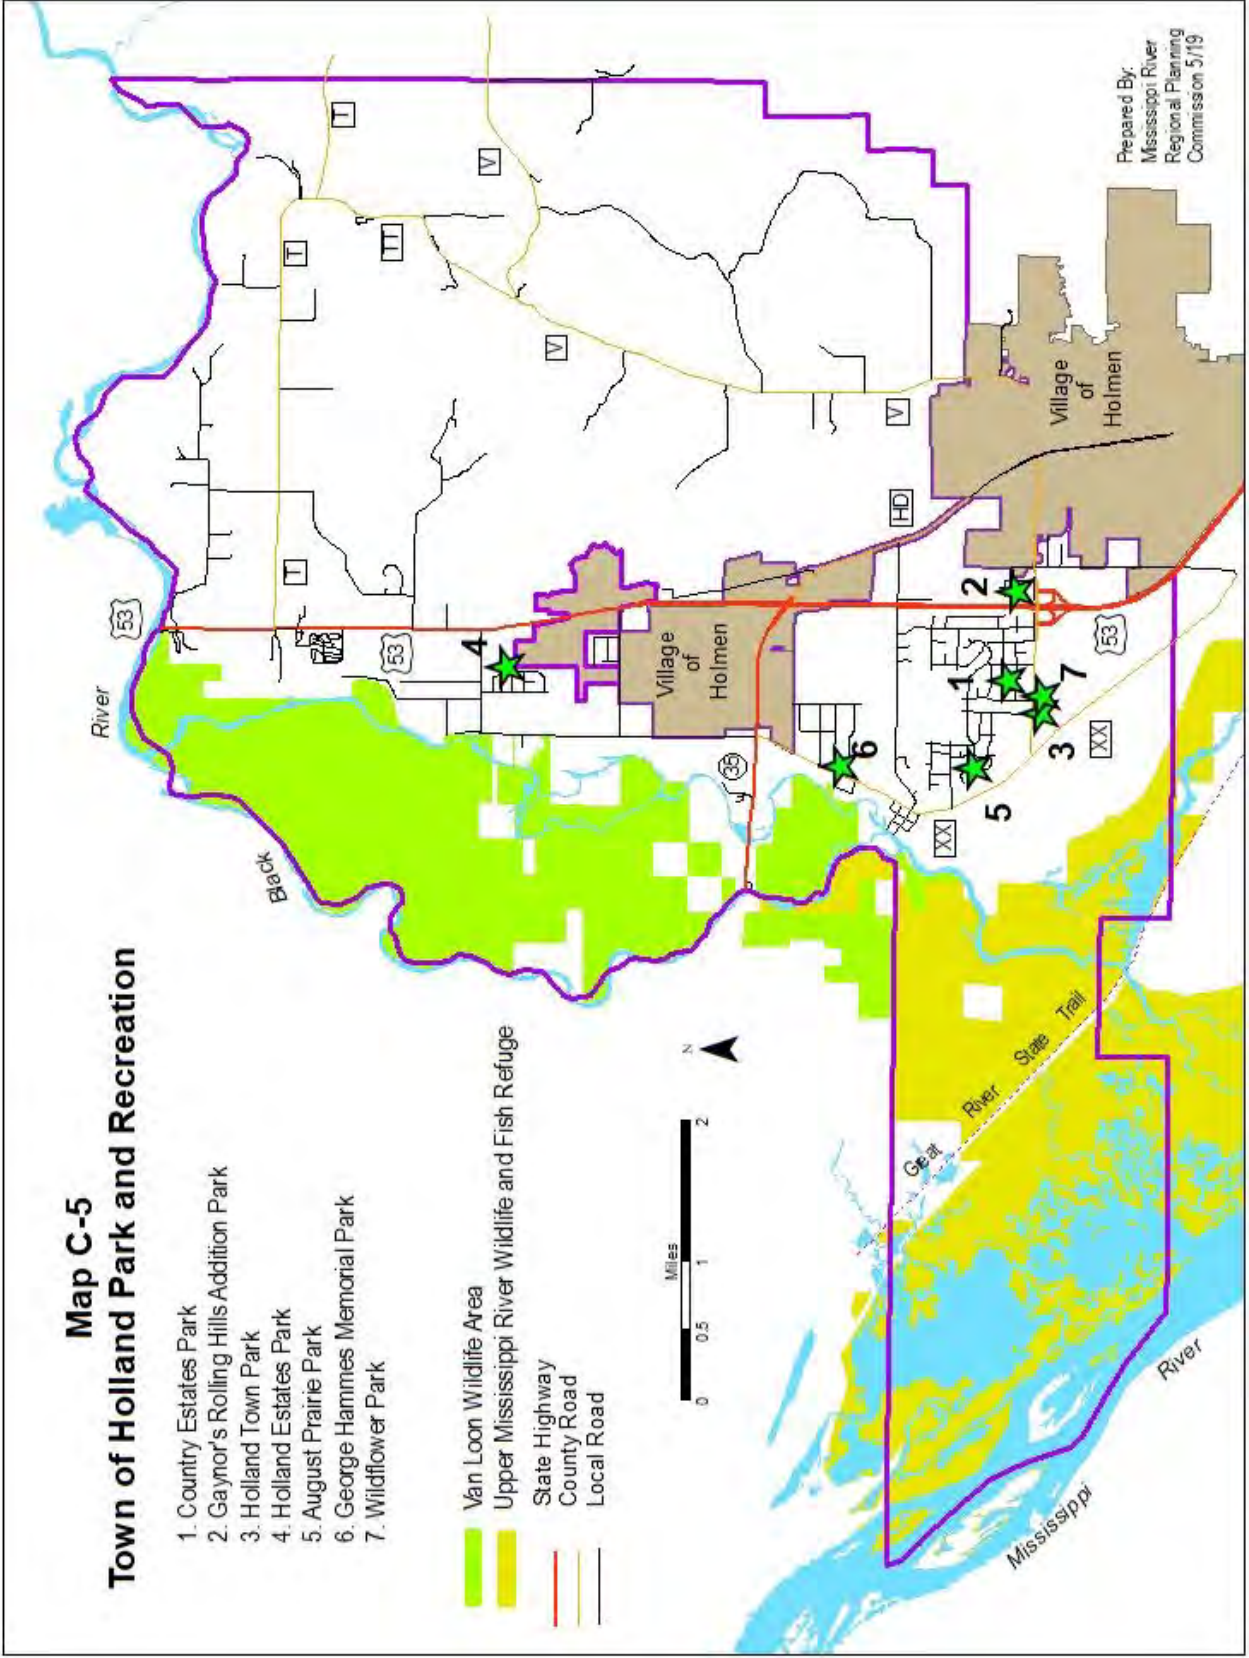 Map C-5
Town of Holland Park and Recreation
1. Country Estates Park
2. Gaynor's Rolling Hills Addition Park
3. Holland Town Park
4. Holland Estates Park
5. August Prairie Park
6. George Hammes Memorial Park
7. Wildflower Park
Van Loon Wildlife Area
Upper Mississippi River Wildlife and Fish Refuge
State Highway
County Road
Local Road
Miles
0 0.5 1 2
N
Black
River
53
T
T
T
TT
V
V
V
53
4
Village
of
Holmen
35
HD
6
XX
5
1
2
3
7
XX
53
Village
of
Holmen
Great
River
State
Trail
Mississippi
River
Prepared By:
Mississippi River
Regional Planning
Commission 5/19